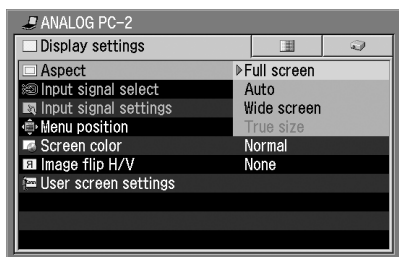 ANALOG PC-2
Display settings
Aspect Full screen
Input signal select Auto
Input signal settings Wide screen
Menu position True size
Screen color Normal
Image flip H/V None
User screen settings